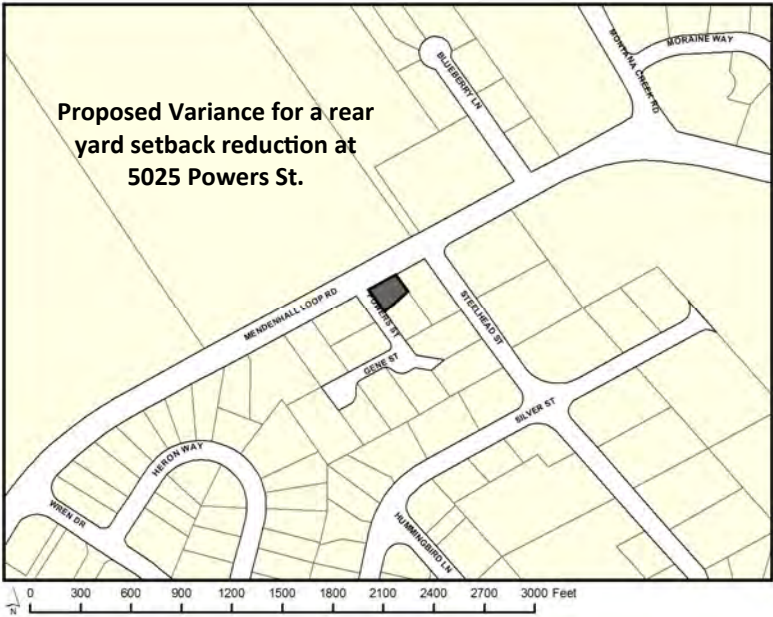 MORAINE WAY
MONTANA CREEK RD
BLUEBERRY LN
Proposed Variance for a rear
yard setback reduction at
5025 Powers St.
MENDENHALL LOOP RD
POWERS ST
STEELHEAD ST
GENE ST
SILVER ST
HERON WAY
WREN DR
HUMMINGBIRD LN
N
0 300 600 900 1200 1500 1800 2100 2400 2700 3000 Feet